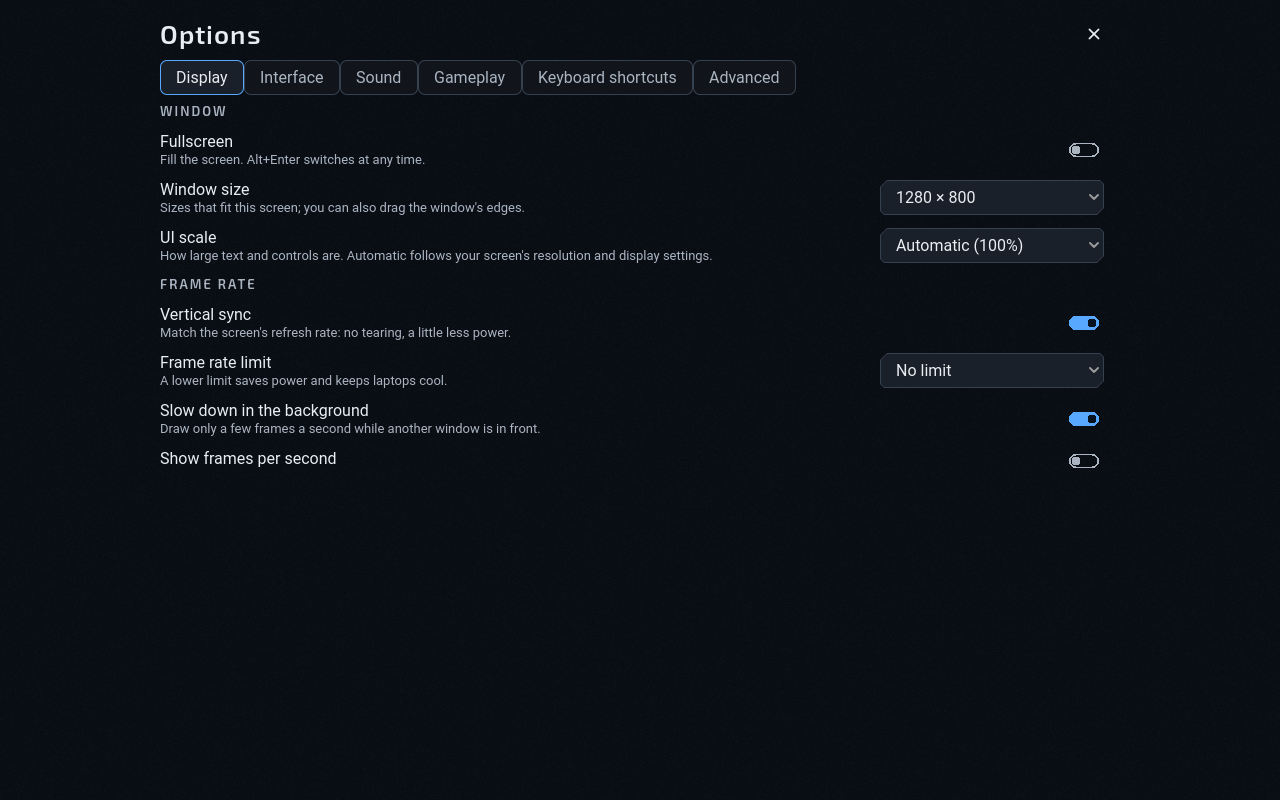 Options
Display
Interface
Sound
Gameplay
Keyboard shortcuts
Advanced
WINDOW
Fullscreen
Fill the screen. Alt+Enter switches at any time.
Window size
Sizes that fit this screen; you can also drag the window's edges.
1280 × 800
UI scale
How large text and controls are. Automatic follows your screen's resolution and display settings.
Automatic (100%)
FRAME RATE
Vertical sync
Match the screen's refresh rate: no tearing, a little less power.
Frame rate limit
A lower limit saves power and keeps laptops cool.
No limit
Slow down in the background
Draw only a few frames a second while another window is in front.
Show frames per second